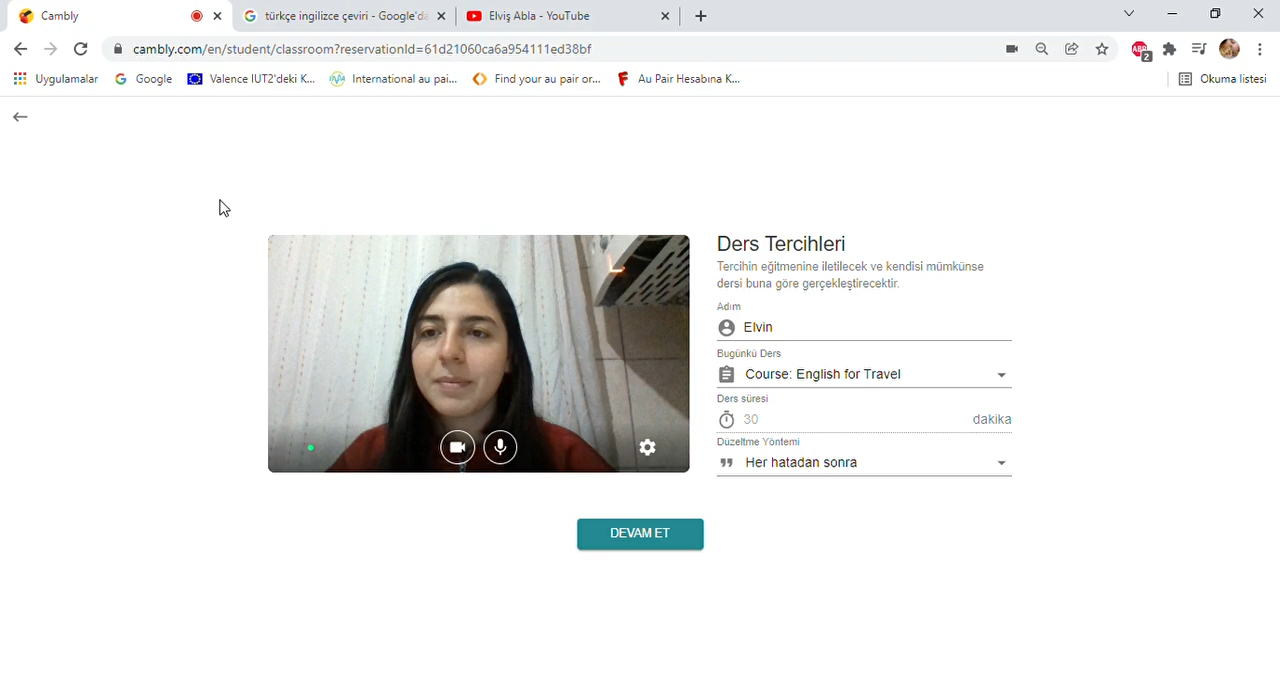 Cambly
türkçe ingilizce çeviri - Google'da
Elviş Abla - YouTube
cambly.com/en/student/classroom?reservationId=61d21060ca6a954111ed38bf
ABP
2
Uygulamalar
Google
Valence IUT2'deki K...
International au pai...
Find your au pair or...
Au Pair Hesabına K...
Okuma listesi
Ders Tercihleri
Tercihin eğitmenine iletilecek ve kendisi mümkünse
dersi buna göre gerçekleştirecektir.
Adım
Elvin
Bugünkü Ders
Course: English for Travel
Ders süresi
30 dakika
Düzeltme Yöntemi
Her hatadan sonra
DEVAM ET